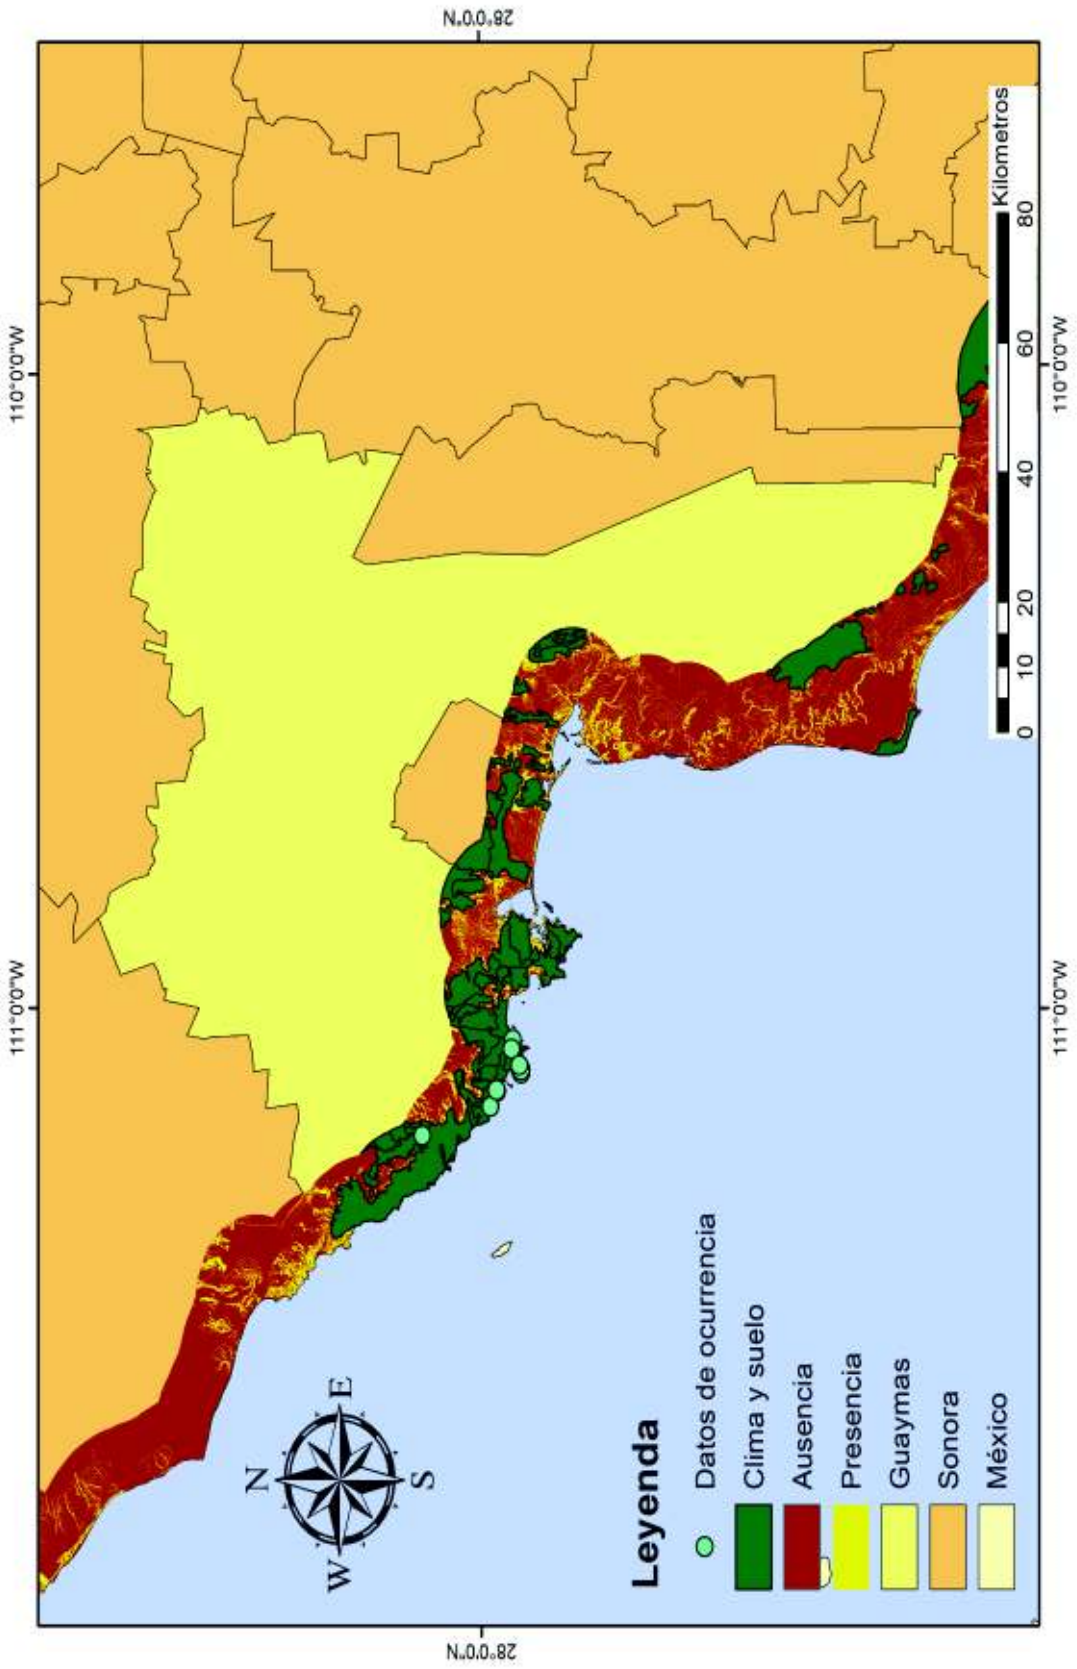 111°0'0"W
110°0'0"W
28°0'0"N
28°0'0"N
N
W
E
S
Leyenda
Datos de ocurrencia
Clima y suelo
Ausencia
Presencia
Guaymas
Sonora
México
0 10 20 40 60 80
Kilometros
111°0'0"W
110°0'0"W